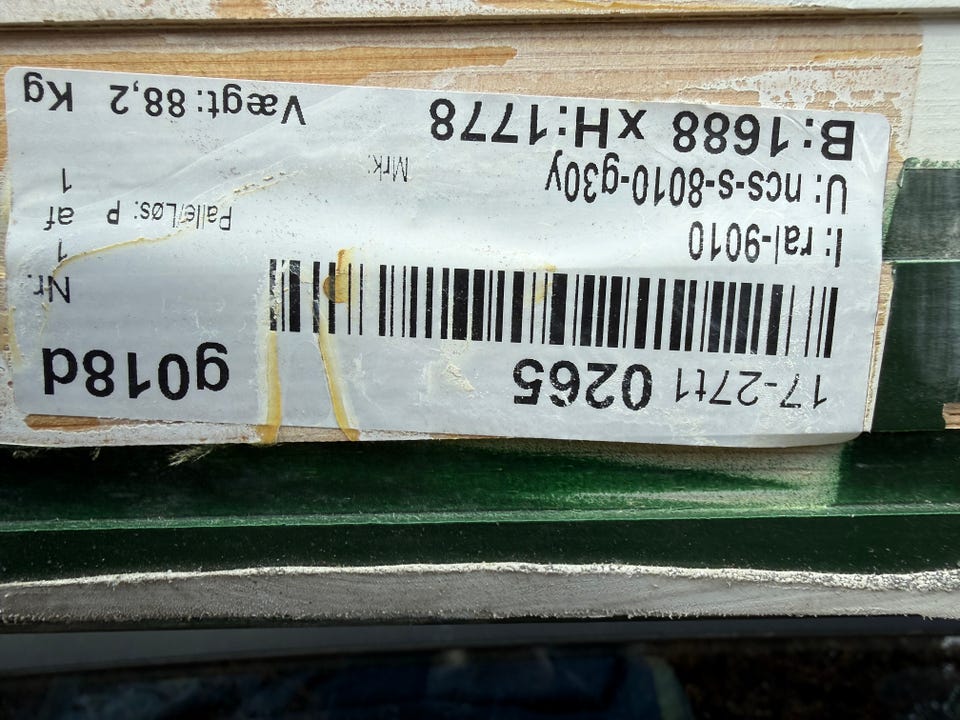 17-27t1 0265 g018d
Nr. 1 af 1
I: ral-9010
Palle/Løs: P
U: ncs-s-8010-g30y
Mrk:
B:1688 xH:1778
Vægt: 88,2 Kg